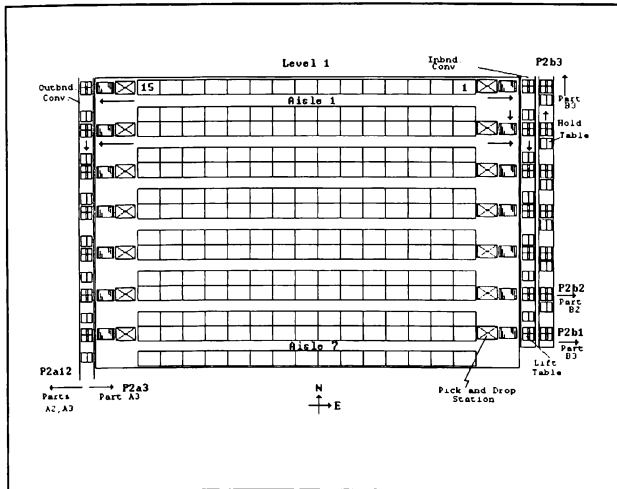 Level 1
Inbnd
Conv
P2b3
Outbnd
Conv
15
1
Aisle 1
Part
B3
Hold
Table
P2b2
Part
B2
P2b1
Part
B3
Aisle 7
Lift
Table
P2a12
P2a3
Parts
A2,A3
Part A3
Pick and Drop
Station
N
E